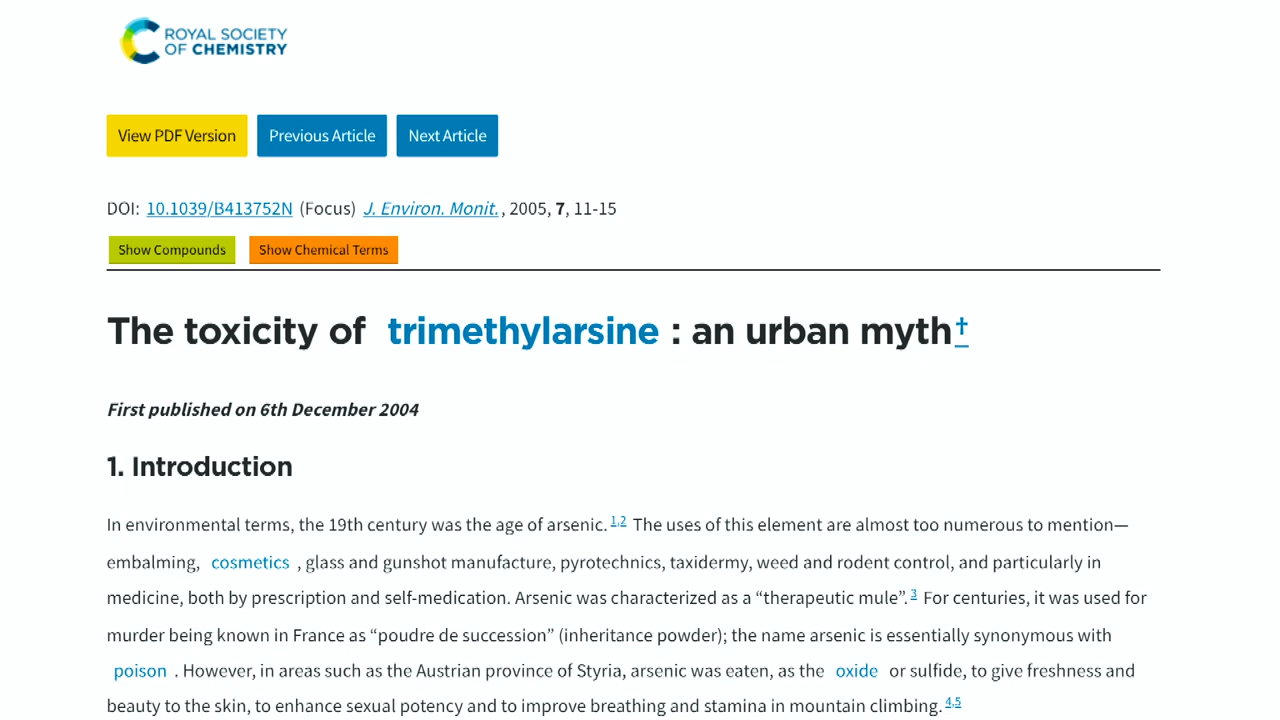 ROYAL SOCIETY
OF CHEMISTRY
View PDF Version Previous Article Next Article
DOI: 10.1039/B413752N (Focus) J. Environ. Monit., 2005, 7, 11-15
Show Compounds Show Chemical Terms
The toxicity of trimethylarsine : an urban myth†
First published on 6th December 2004
1. Introduction
In environmental terms, the 19th century was the age of arsenic.1,2 The uses of this element are almost too numerous to mention—
embalming, cosmetics , glass and gunshot manufacture, pyrotechnics, taxidermy, weed and rodent control, and particularly in
medicine, both by prescription and self-medication. Arsenic was characterized as a “therapeutic mule”.3 For centuries, it was used for
murder being known in France as “poudre de succession” (inheritance powder); the name arsenic is essentially synonymous with
poison . However, in areas such as the Austrian province of Styria, arsenic was eaten, as the oxide or sulfide, to give freshness and
beauty to the skin, to enhance sexual potency and to improve breathing and stamina in mountain climbing.4,5